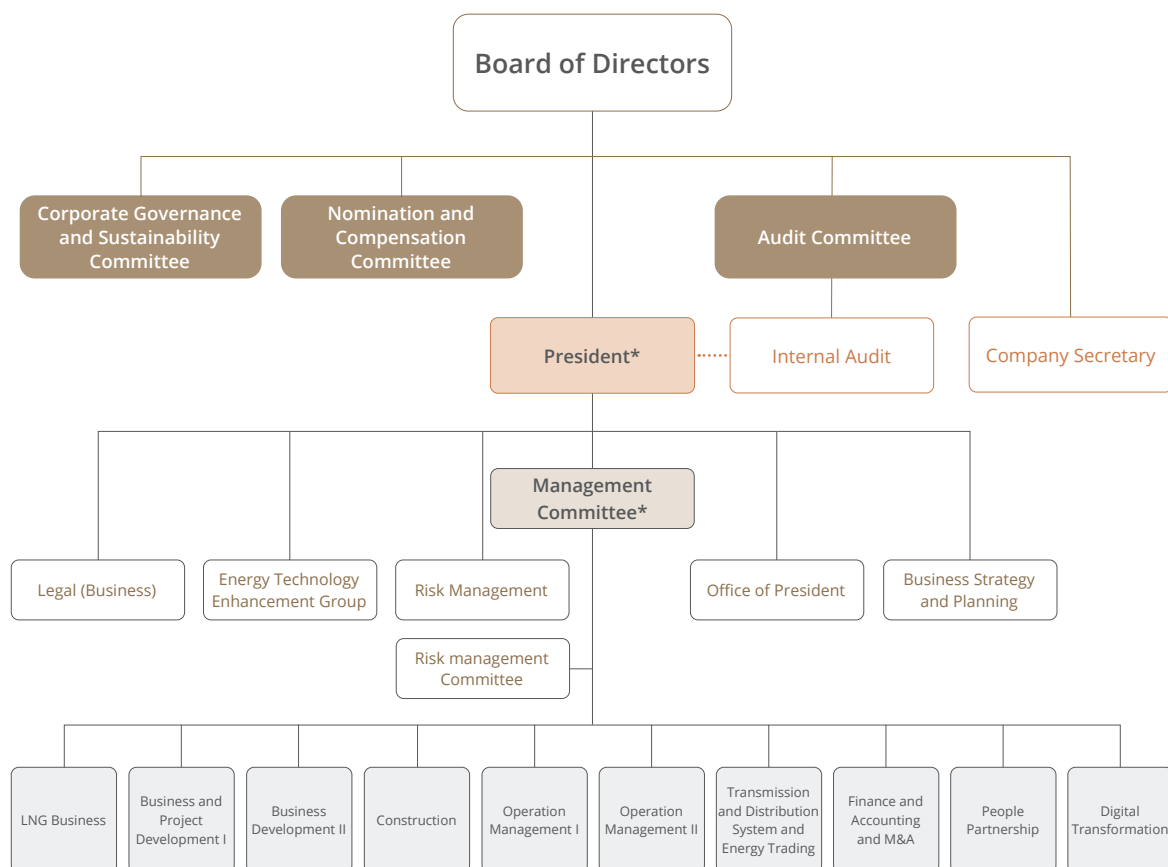 Board of Directors
Corporate Governance
and Sustainability
Committee
Nomination and
Compensation
Committee
Audit Committee
President*
Internal Audit
Company Secretary
Management
Committee*
Legal (Business)
Energy Technology
Enhancement Group
Risk Management
Office of President
Business Strategy
and Planning
Risk management
Committee
LNG Business
Business and
Project
Development I
Business
Development II
Construction
Operation
Management I
Operation
Management II
Transmission
and Distribution
System and
Energy Trading
Finance and
Accounting
and M&A
People
Partnership
Digital
Transformation